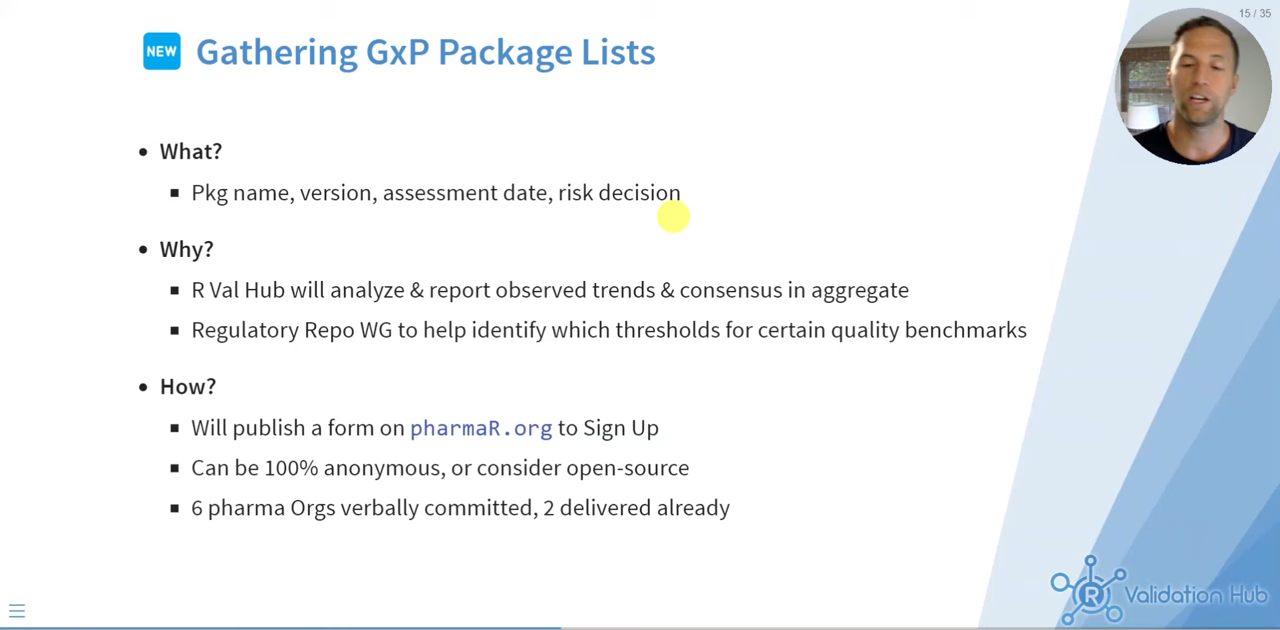 15 / 35
NEW Gathering GxP Package Lists
What?
Pkg name, version, assessment date, risk decision
Why?
R Val Hub will analyze & report observed trends & consensus in aggregate
Regulatory Repo WG to help identify which thresholds for certain quality benchmarks
How?
Will publish a form on pharmaR.org to Sign Up
Can be 100% anonymous, or consider open-source
6 pharma Orgs verbally committed, 2 delivered already
R Validation Hub